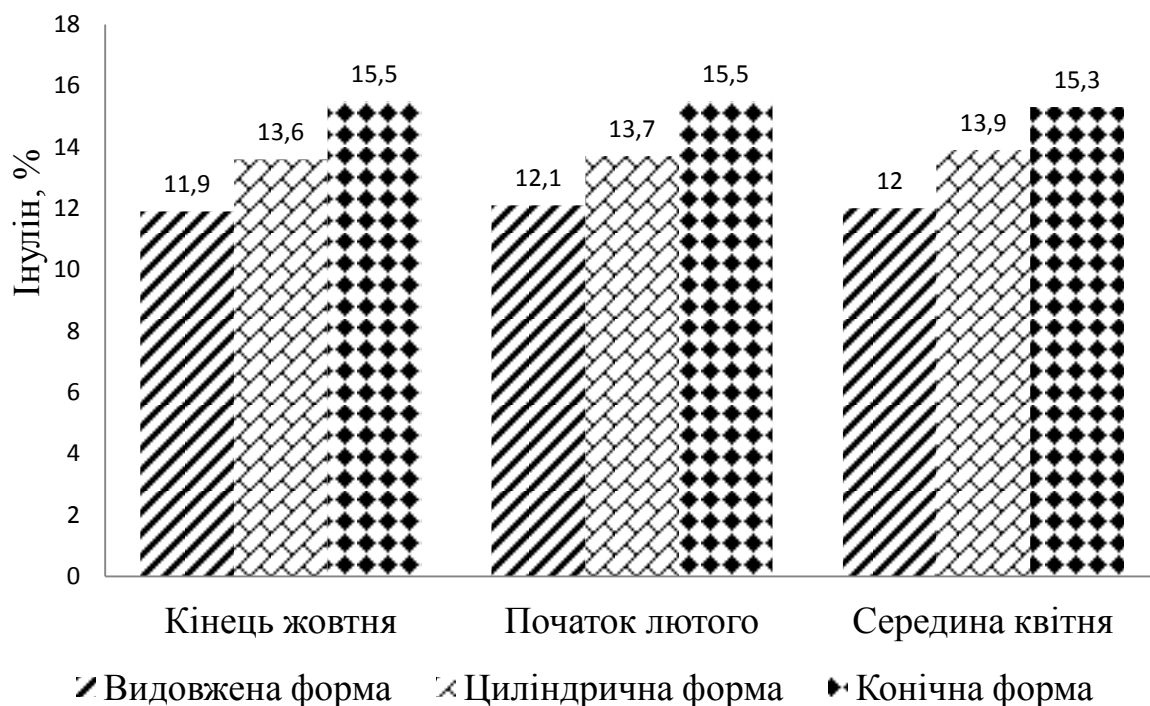 18
16
14
12
10
8
6
4
2
0
Інулін, %
11,9
13,6
15,5
12,1
13,7
15,5
12
13,9
15,3
Кінець жовтня
Початок лютого
Середина квітня
Видовжена форма
Циліндрична форма
Конічна форма